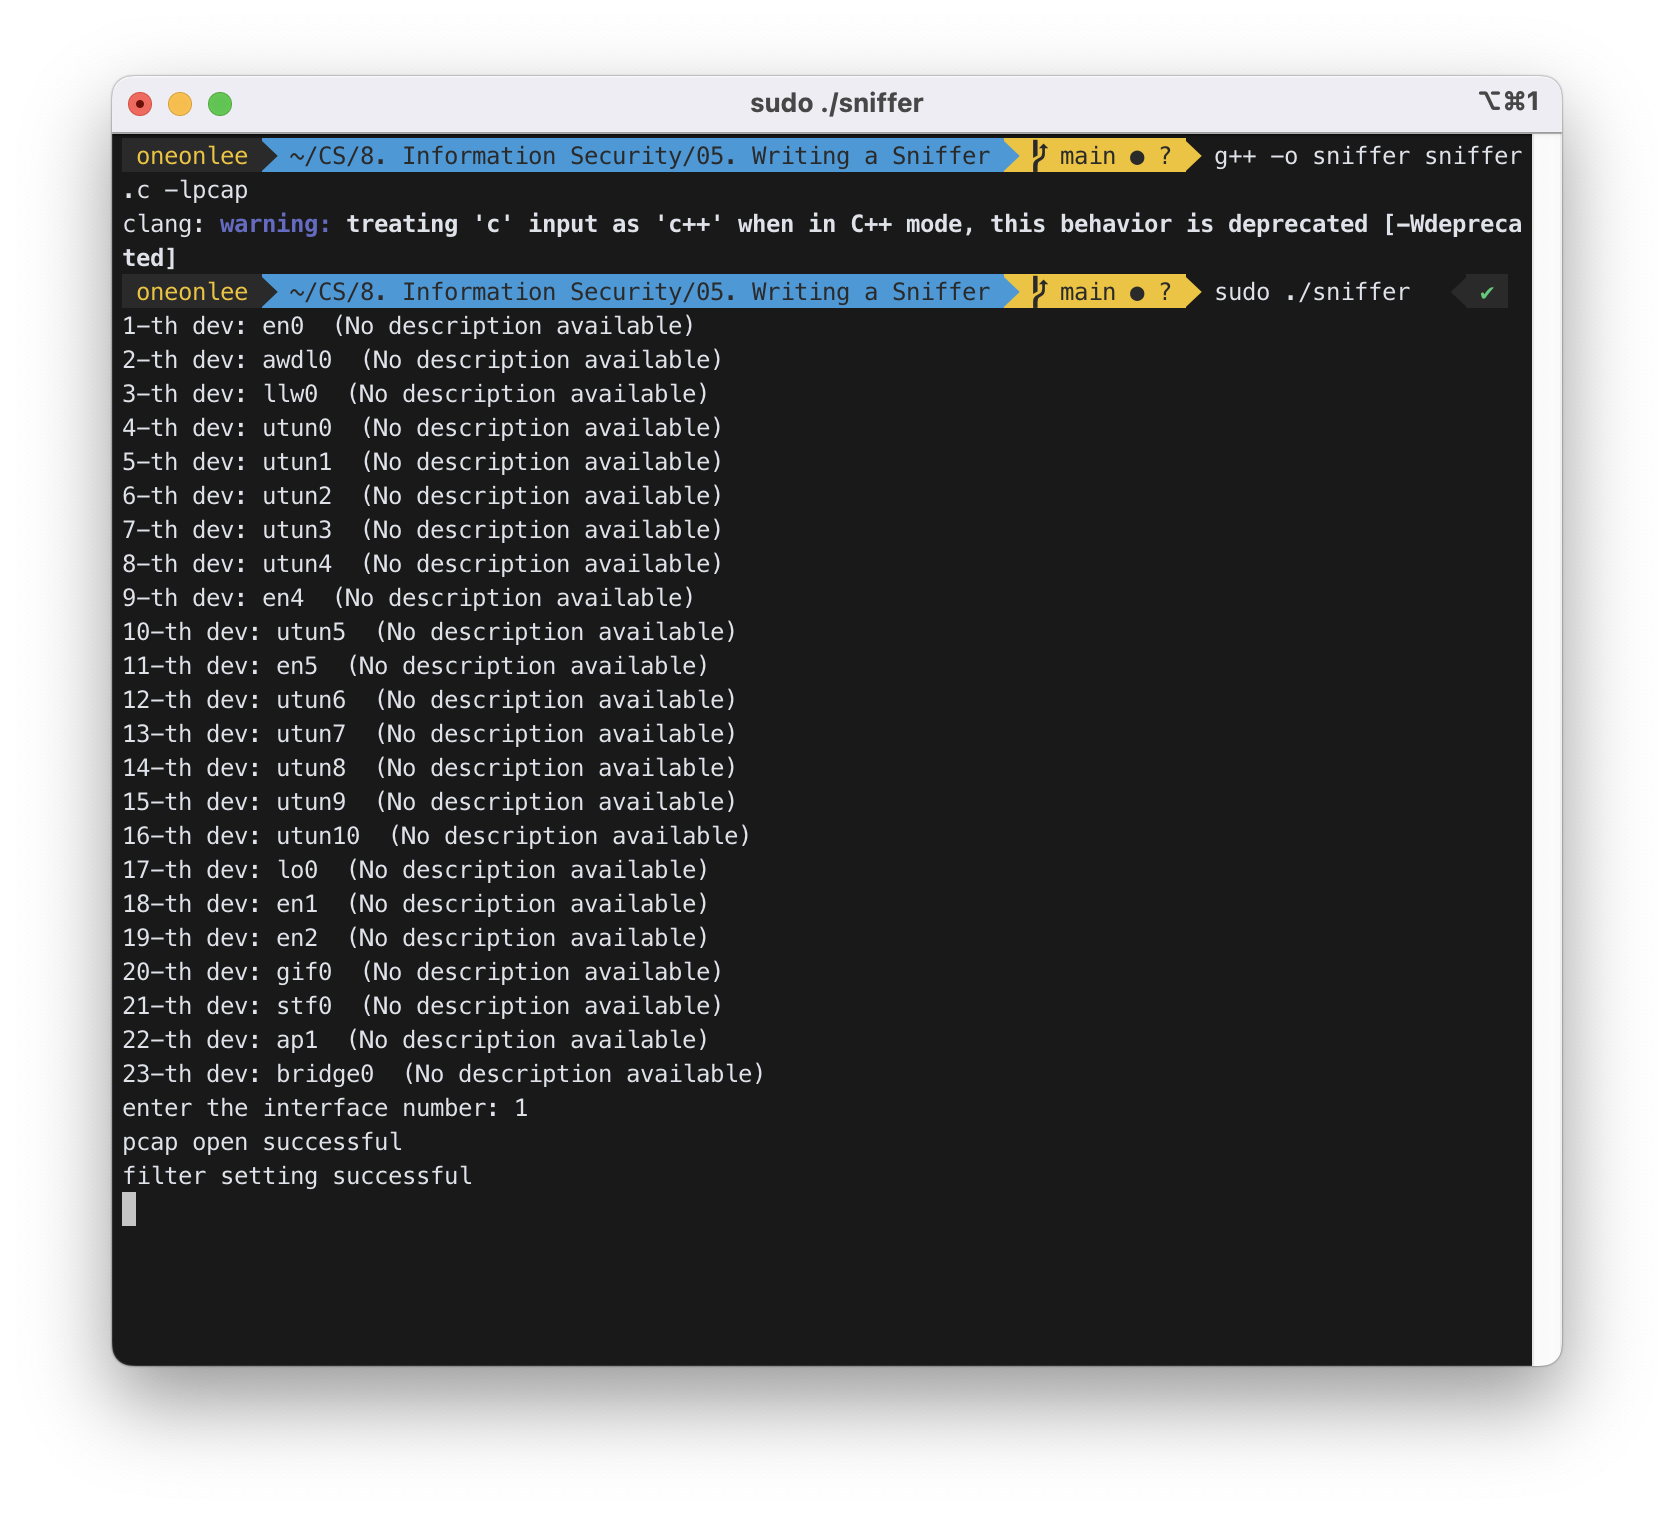 sudo ./sniffer
⌥⌘1
oneonlee ~/CS/8. Information Security/05. Writing a Sniffer main ● ? g++ -o sniffer sniffer
.c -lpcap
clang: warning: treating 'c' input as 'c++' when in C++ mode, this behavior is deprecated [-Wdepreca
ted]
oneonlee ~/CS/8. Information Security/05. Writing a Sniffer main ● ? sudo ./sniffer ✔
1-th dev: en0  (No description available)
2-th dev: awdl0  (No description available)
3-th dev: llw0  (No description available)
4-th dev: utun0  (No description available)
5-th dev: utun1  (No description available)
6-th dev: utun2  (No description available)
7-th dev: utun3  (No description available)
8-th dev: utun4  (No description available)
9-th dev: en4  (No description available)
10-th dev: utun5  (No description available)
11-th dev: en5  (No description available)
12-th dev: utun6  (No description available)
13-th dev: utun7  (No description available)
14-th dev: utun8  (No description available)
15-th dev: utun9  (No description available)
16-th dev: utun10  (No description available)
17-th dev: lo0  (No description available)
18-th dev: en1  (No description available)
19-th dev: en2  (No description available)
20-th dev: gif0  (No description available)
21-th dev: stf0  (No description available)
22-th dev: ap1  (No description available)
23-th dev: bridge0  (No description available)
enter the interface number: 1
pcap open successful
filter setting successful